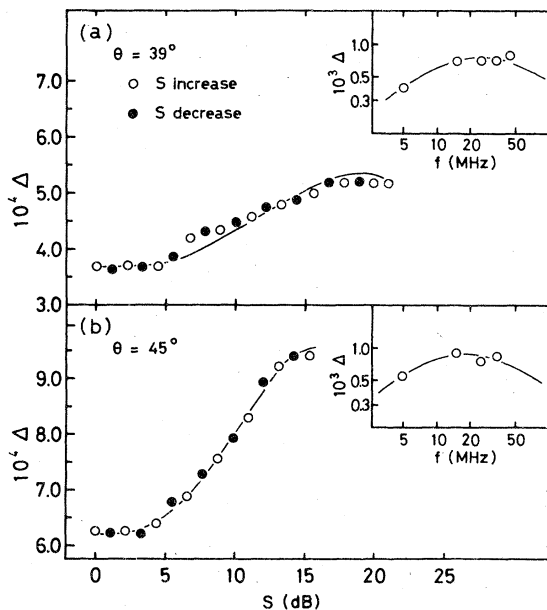 (a)
θ = 39°
○ S increase
● S decrease
10⁴ Δ
7.0
6.0
5.0
4.0
3.0
10³ Δ
1.0
0.5
0.3
5 10 20 50
f (MHz)
(b)
θ = 45°
10⁴ Δ
9.0
8.0
7.0
6.0
10³ Δ
1.0
0.5
0.3
5 10 20 50
f (MHz)
0 5 10 15 20 25
S (dB)